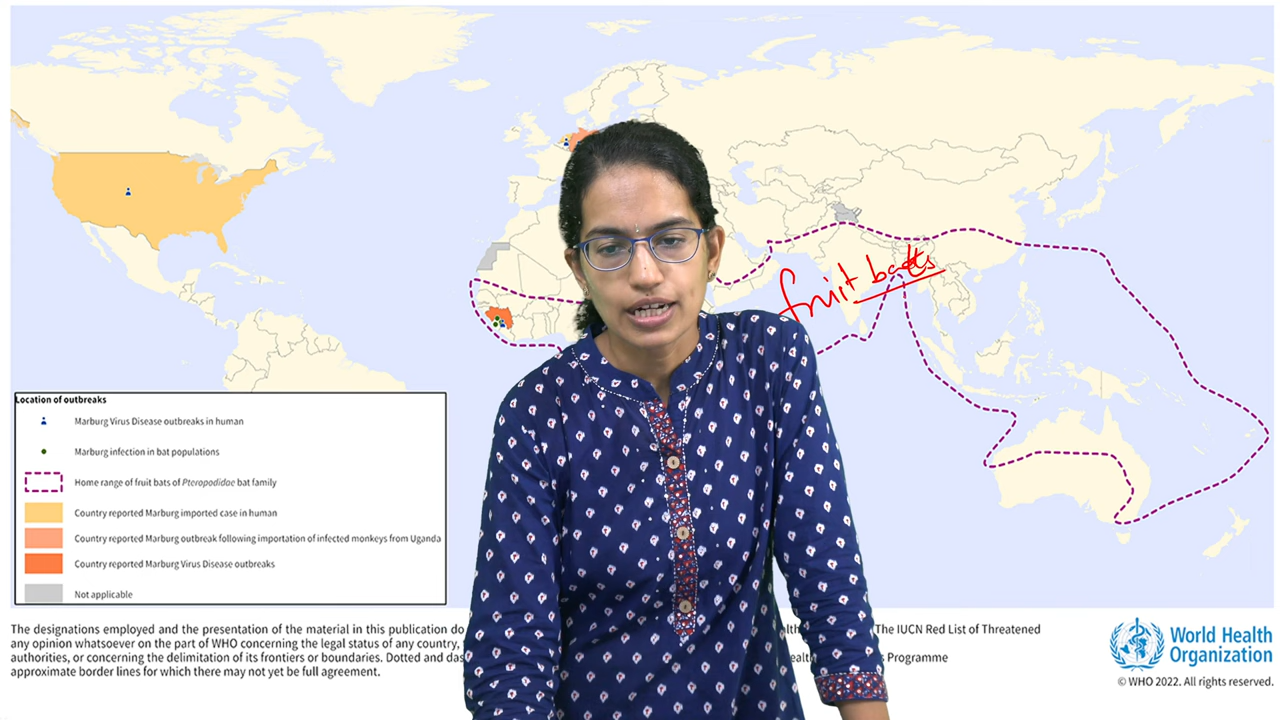 fruit bats
Location of outbreaks
Marburg Virus Disease outbreaks in human
Marburg infection in bat populations
Home range of fruit bats of Pteropodidae bat family
Country reported Marburg imported case in human
Country reported Marburg outbreak following importation of infected monkeys from Uganda
Country reported Marburg Virus Disease outbreaks
Not applicable
The designations employed and the presentation of the material in this publication do
any opinion whatsoever on the part of WHO concerning the legal status of any country,
authorities, or concerning the delimitation of its frontiers or boundaries. Dotted and das
approximate border lines for which there may not yet be full agreement.
The IUCN Red List of Threatened
Programme
World Health
Organization
© WHO 2022. All rights reserved.